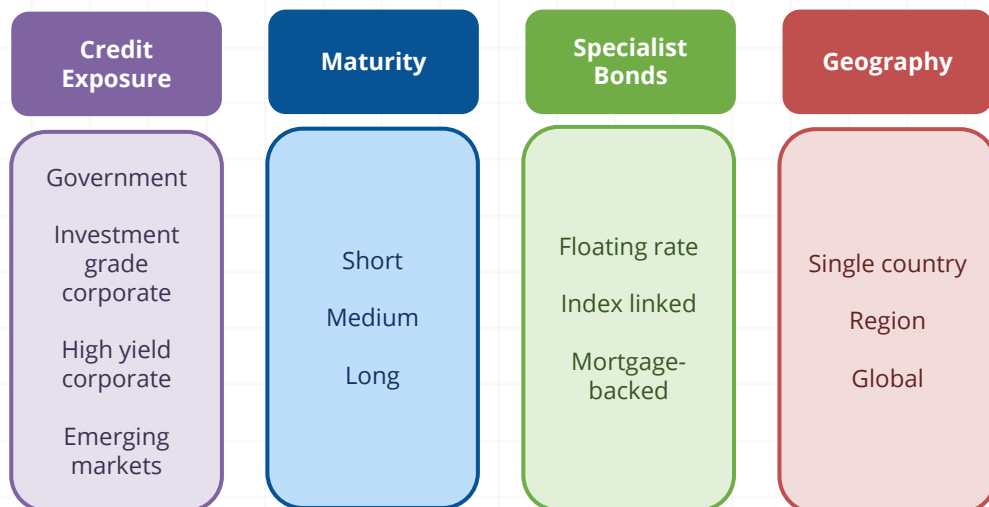 Credit
Exposure
Government
Investment
grade
corporate
High yield
corporate
Emerging
markets
Maturity
Short
Medium
Long
Specialist
Bonds
Floating rate
Index linked
Mortgage-
backed
Geography
Single country
Region
Global